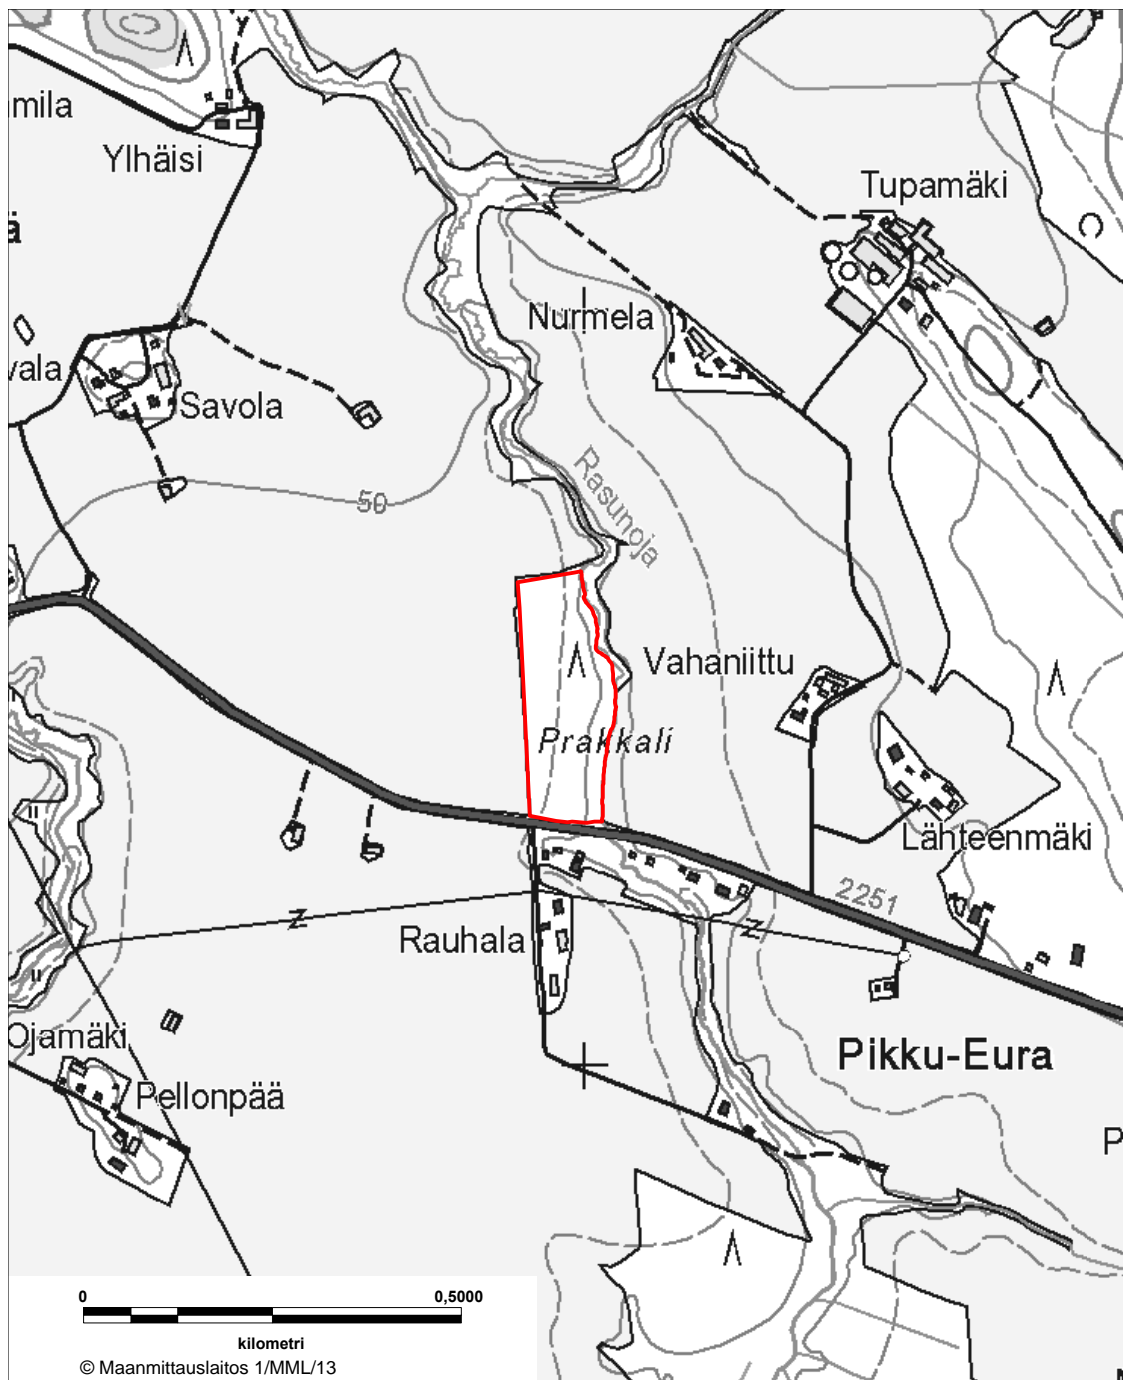 mila
Ylhäisi
Tupamäki
ä
Nurmela
vala
Savola
50
Rasunoja
Vahaniittu
Prakkali
Lähteenmäki
2251
Rauhala
Ojamäki
Pikku-Eura
Pellonpää
P
0 0,5000
kilometri
© Maanmittauslaitos 1/MML/13